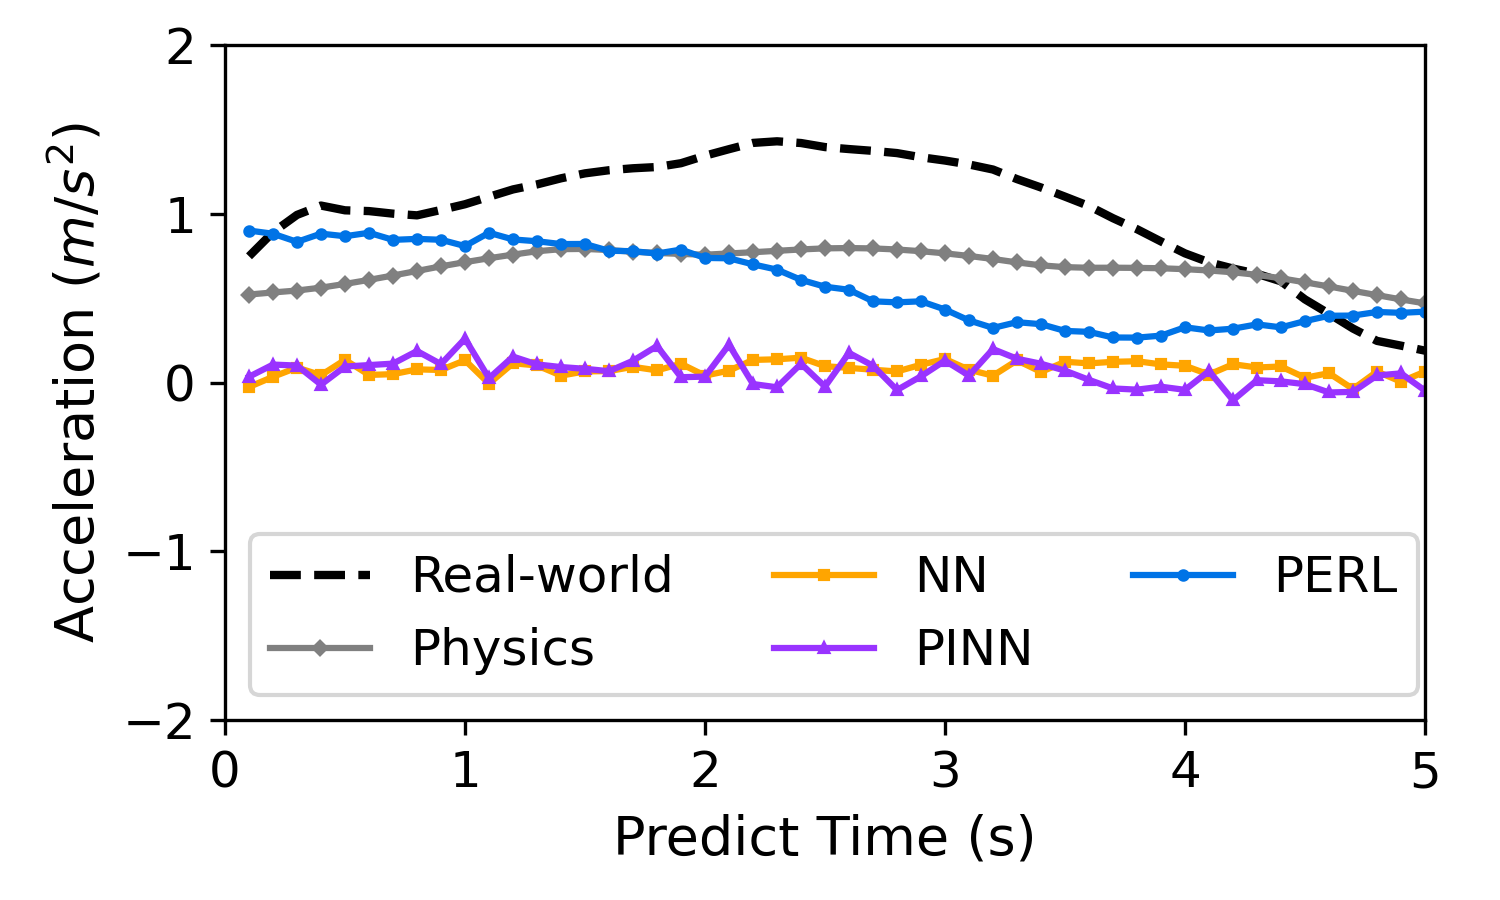 2
1
0
−1
−2
Acceleration (m/s²)
Real-world
Physics
NN
PINN
PERL
0 1 2 3 4 5
Predict Time (s)